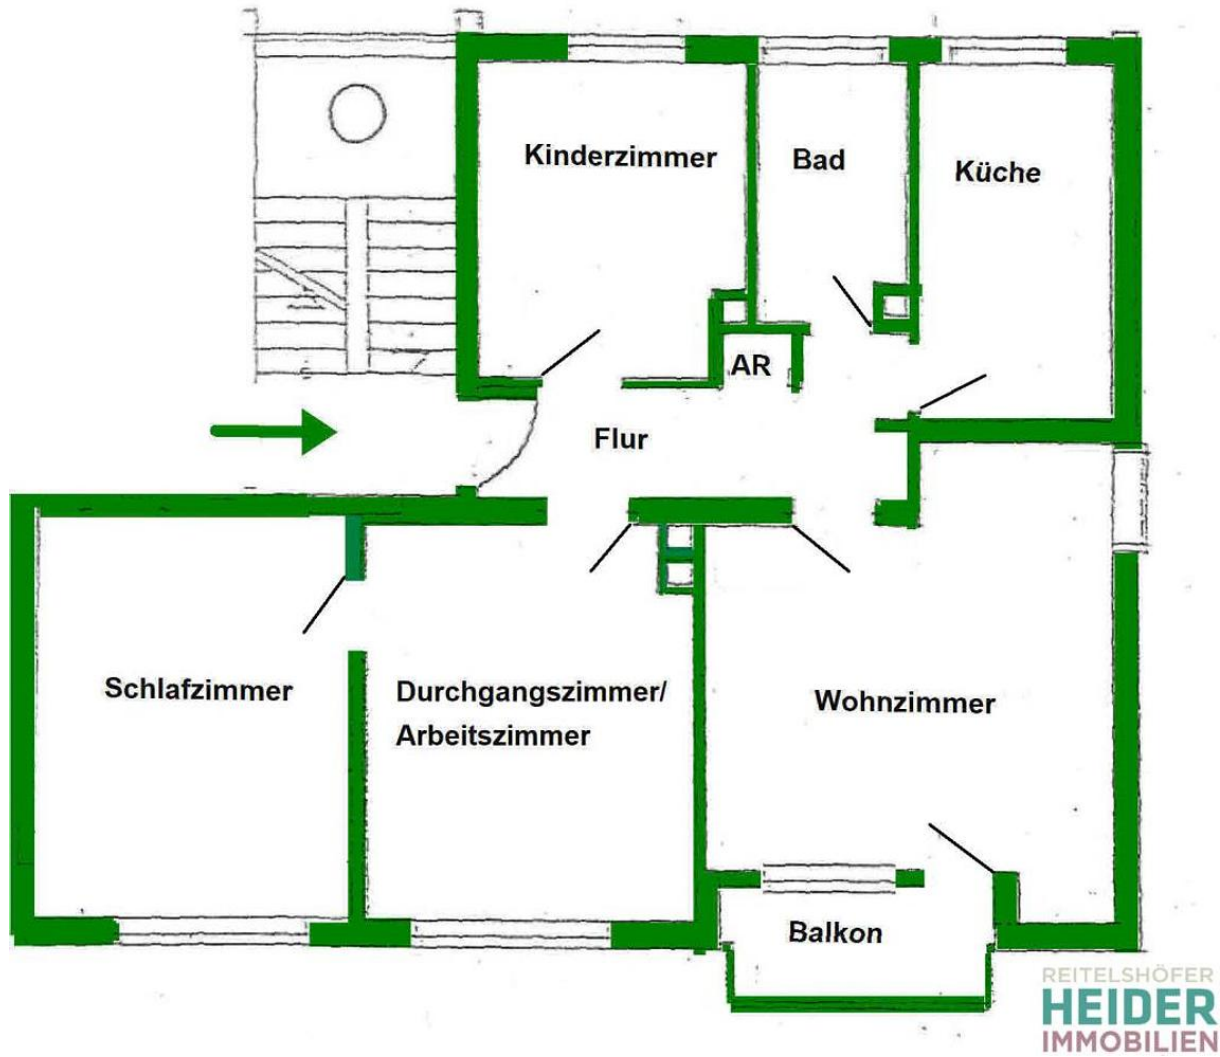 Kinderzimmer
Bad
Küche
AR
Flur
Schlafzimmer
Durchgangszimmer/
Arbeitszimmer
Wohnzimmer
Balkon
REITELSHÖFER
HEIDER
IMMOBILIEN